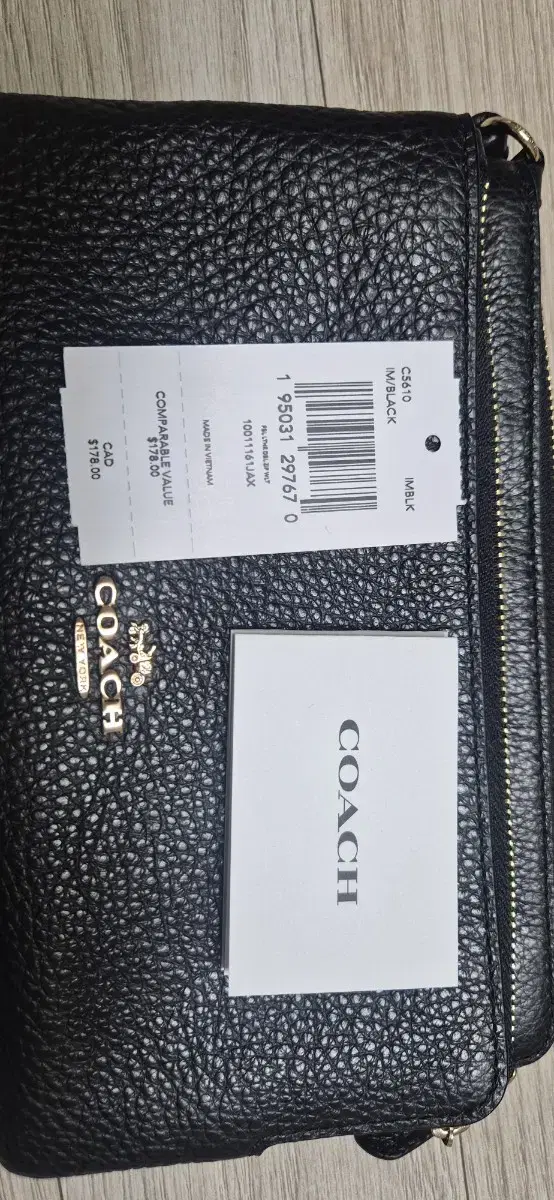 C5610 IMBLK
IM/BLACK
1 95031 29767 0
10011161JAX
MADE IN VIETNAM
COMPARABLE VALUE
$178.00
CAD
$178.00
COACH
NEW YORK
COACH